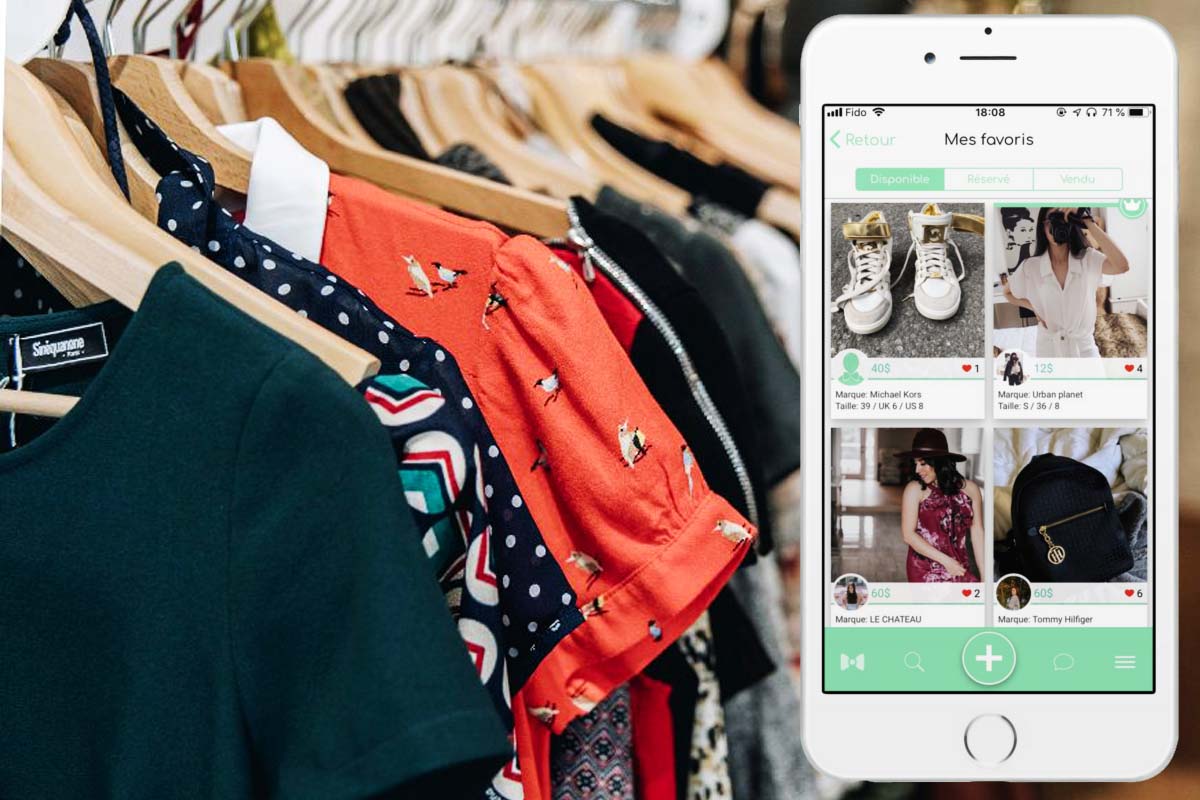 Sinéquanone
• Paris •
Fido
18:08
71 %
Retour
Mes favoris
Disponible
Réservé
Vendu
40$
1
Marque: Michael Kors
Taille: 39 / UK 6 / US 8
12$
4
Marque: Urban planet
Taille: S / 36 / 8
60$
2
Marque: LE CHATEAU
60$
6
Marque: Tommy Hilfiger